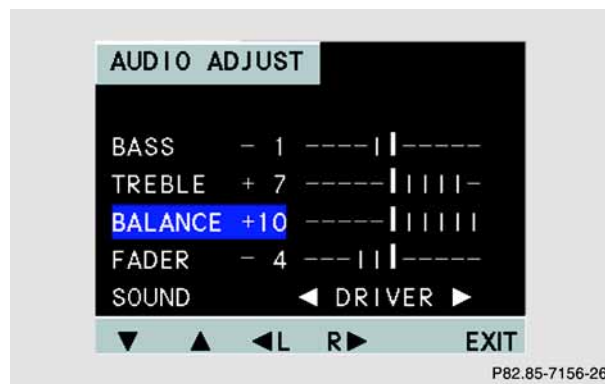 AUDIO ADJUST
BASS - 1 ----||-----
TREBLE + 7 -----|||||-
BALANCE +10 -----||||||
FADER - 4 ---|||-----
SOUND ◀ DRIVER ▶
▼ ▲ ◀L R▶ EXIT
P82.85-7156-26